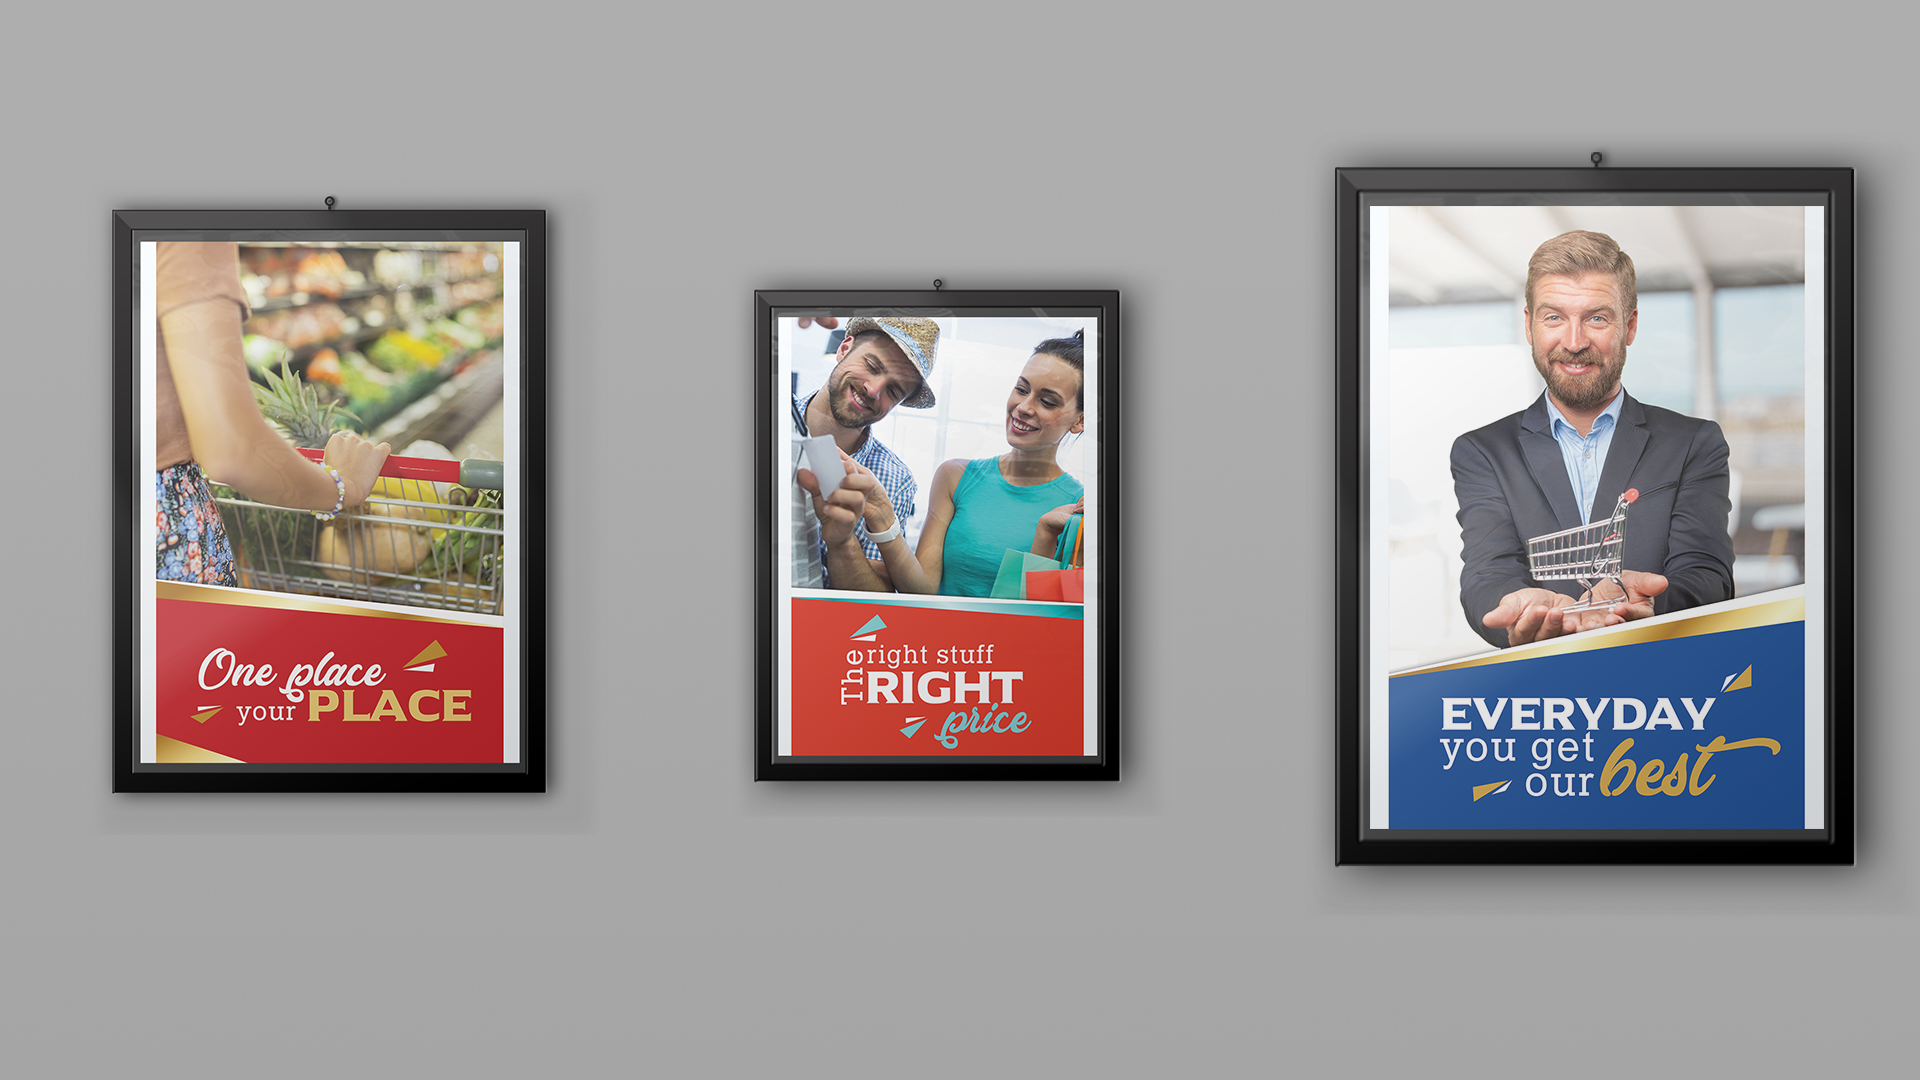 One place
your PLACE
The right stuff
RIGHT
price
EVERYDAY
you get
our best